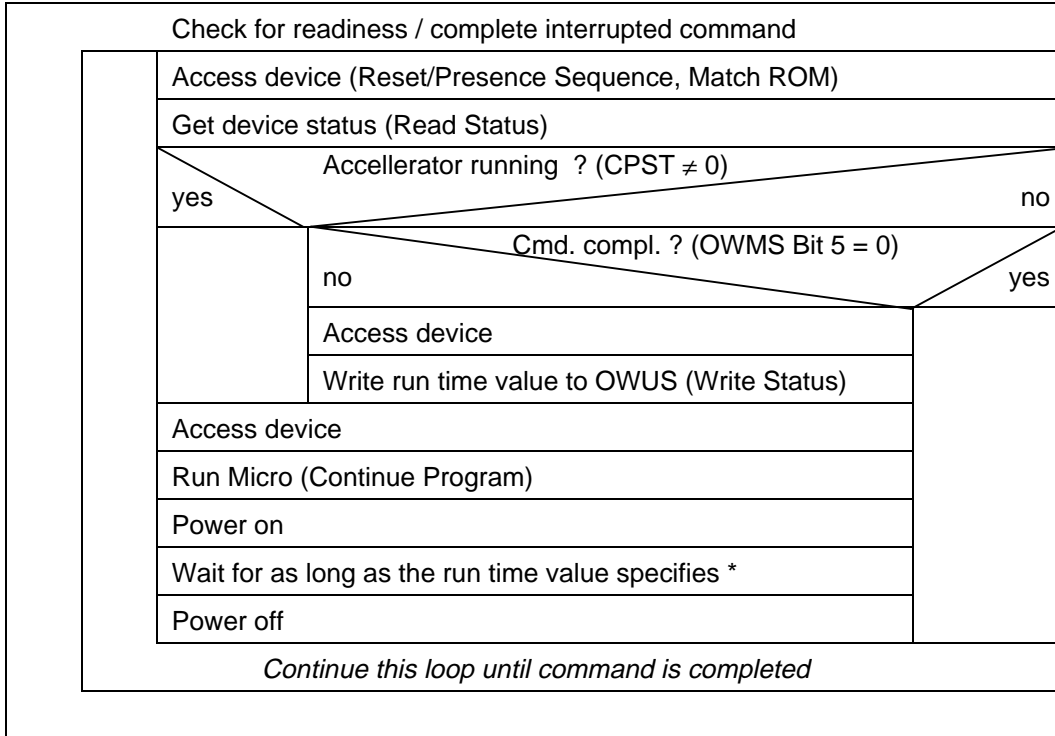 Check for readiness / complete interrupted command
Access device (Reset/Presence Sequence, Match ROM)
Get device status (Read Status)
Accellerator running ? (CPST ≠ 0)
yes
no
Cmd. compl. ? (OWMS Bit 5 = 0)
no
yes
Access device
Write run time value to OWUS (Write Status)
Access device
Run Micro (Continue Program)
Power on
Wait for as long as the run time value specifies *
Power off
Continue this loop until command is completed